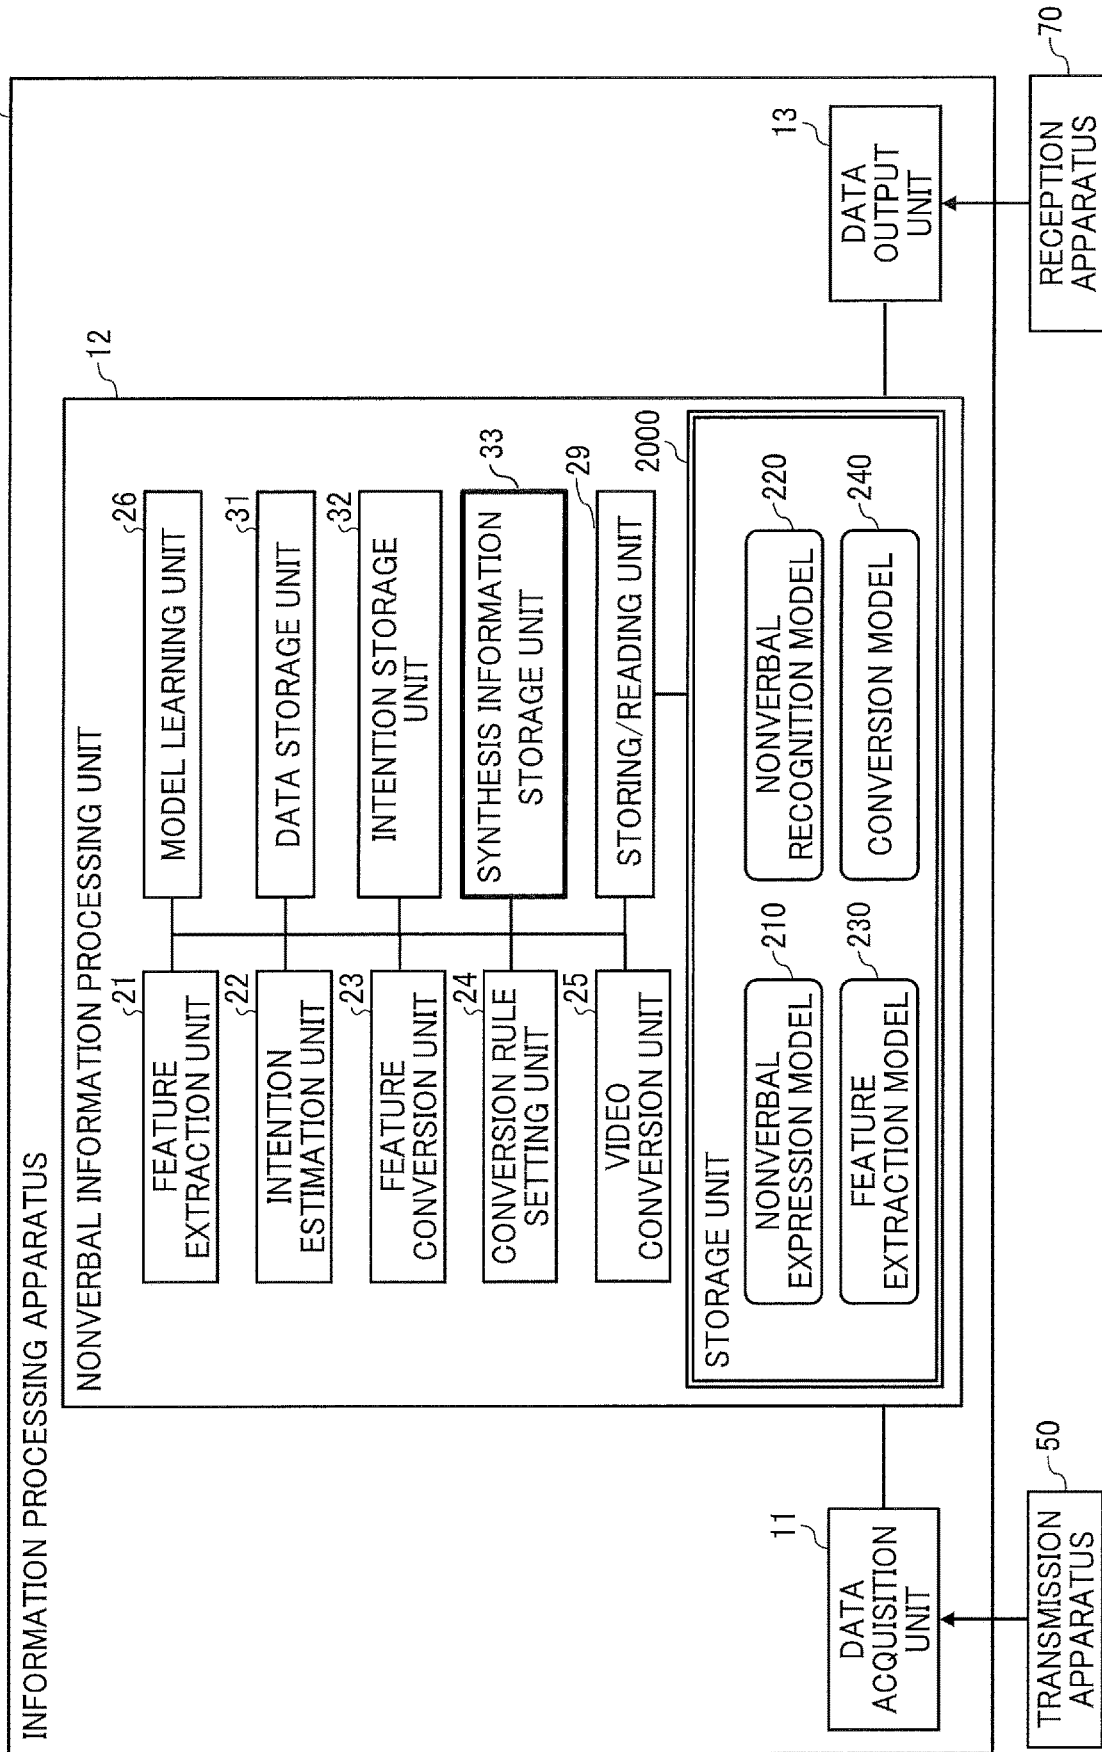 INFORMATION PROCESSING APPARATUS
NONVERBAL INFORMATION PROCESSING UNIT
12
21
FEATURE
EXTRACTION UNIT
26
MODEL LEARNING UNIT
22
INTENTION
ESTIMATION UNIT
31
DATA STORAGE UNIT
23
FEATURE
CONVERSION UNIT
32
INTENTION STORAGE
UNIT
24
CONVERSION RULE
SETTING UNIT
33
SYNTHESIS INFORMATION
STORAGE UNIT
25
VIDEO
CONVERSION UNIT
29
STORING/READING UNIT
2000
STORAGE UNIT
210
NONVERBAL
EXPRESSION MODEL
220
NONVERBAL
RECOGNITION MODEL
230
FEATURE
EXTRACTION MODEL
240
CONVERSION MODEL
11
DATA
ACQUISITION
UNIT
13
DATA
OUTPUT
UNIT
50
TRANSMISSION
APPARATUS
70
RECEPTION
APPARATUS